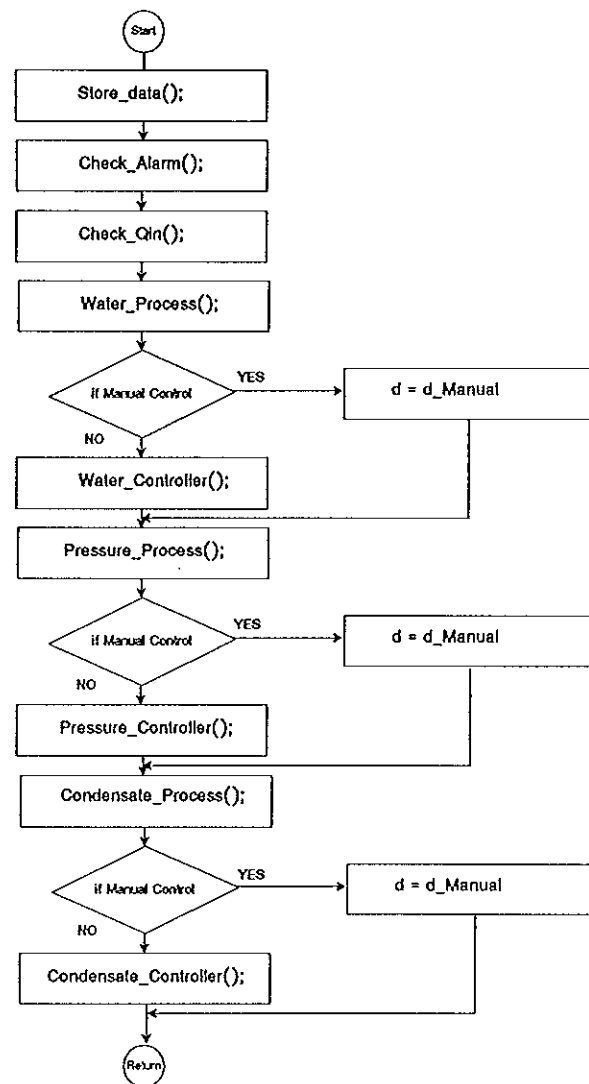 Start
Store_data();
Check_Alarm();
Check_Qin();
Water_Process();
if Manual Control
YES
d = d_Manual
NO
Water_Controller();
Pressure_Process();
if Manual Control
YES
d = d_Manual
NO
Pressure_Controller();
Condensate_Process();
if Manual Control
YES
d = d_Manual
NO
Condensate_Controller();
Return